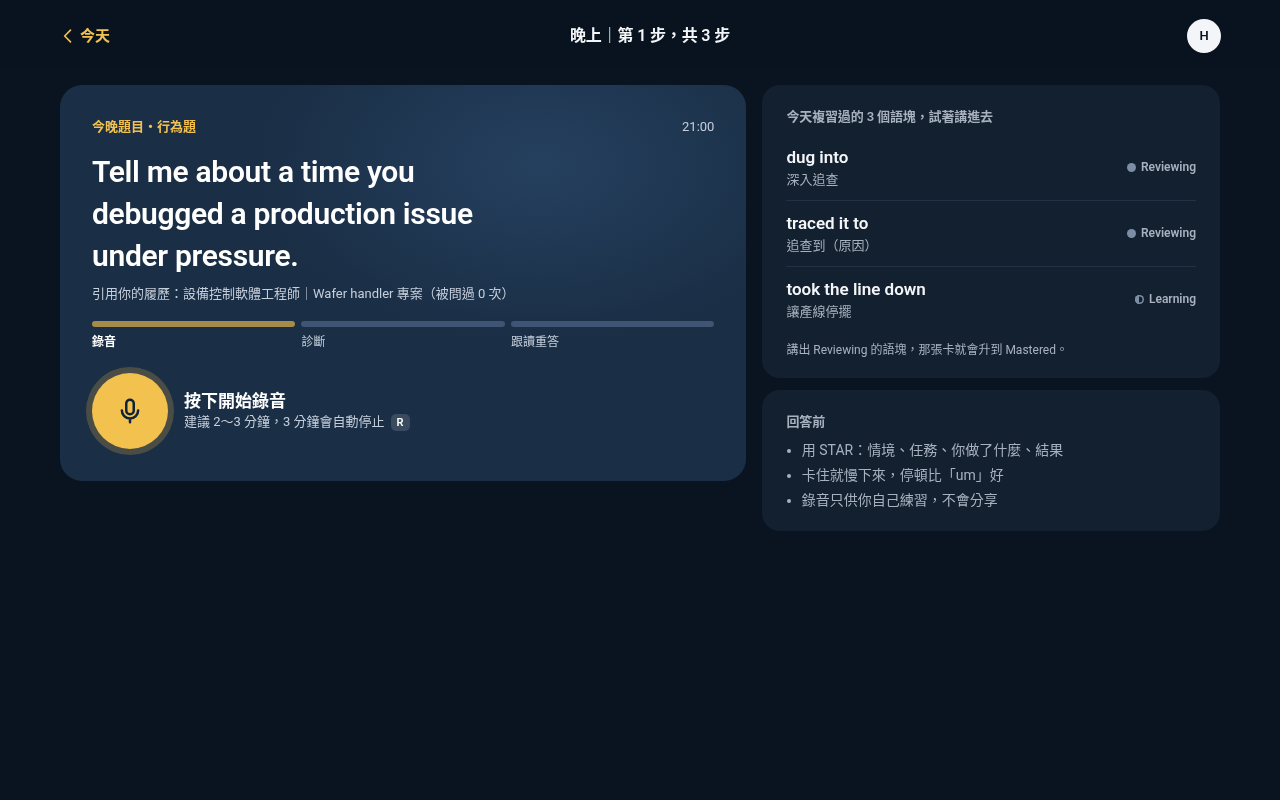 今天
晚上｜第 1 步，共 3 步
H
今晚題目・行為題
21:00
Tell me about a time you
debugged a production issue
under pressure.
引用你的履歷：設備控制軟體工程師｜Wafer handler 專案（被問過 0 次）
錄音
診斷
跟讀重答
按下開始錄音
建議 2～3 分鐘，3 分鐘會自動停止 R
今天複習過的 3 個語塊，試著講進去
dug into
深入追查
Reviewing
traced it to
追查到（原因）
Reviewing
took the line down
讓產線停擺
Learning
講出 Reviewing 的語塊，那張卡就會升到 Mastered。
回答前
• 用 STAR：情境、任務、你做了什麼、結果
• 卡住就慢下來，停頓比「um」好
• 錄音只供你自己練習，不會分享